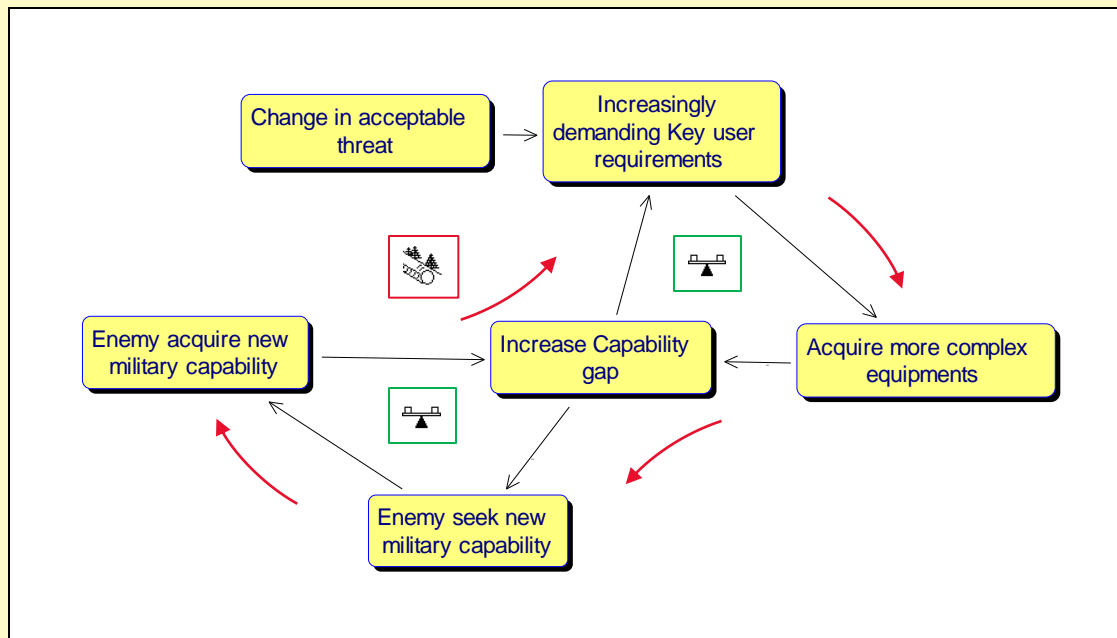 Change in acceptable
threat
Increasingly
demanding Key user
requirements
Enemy acquire new
military capability
Increase Capability
gap
Acquire more complex
equipments
Enemy seek new
military capability